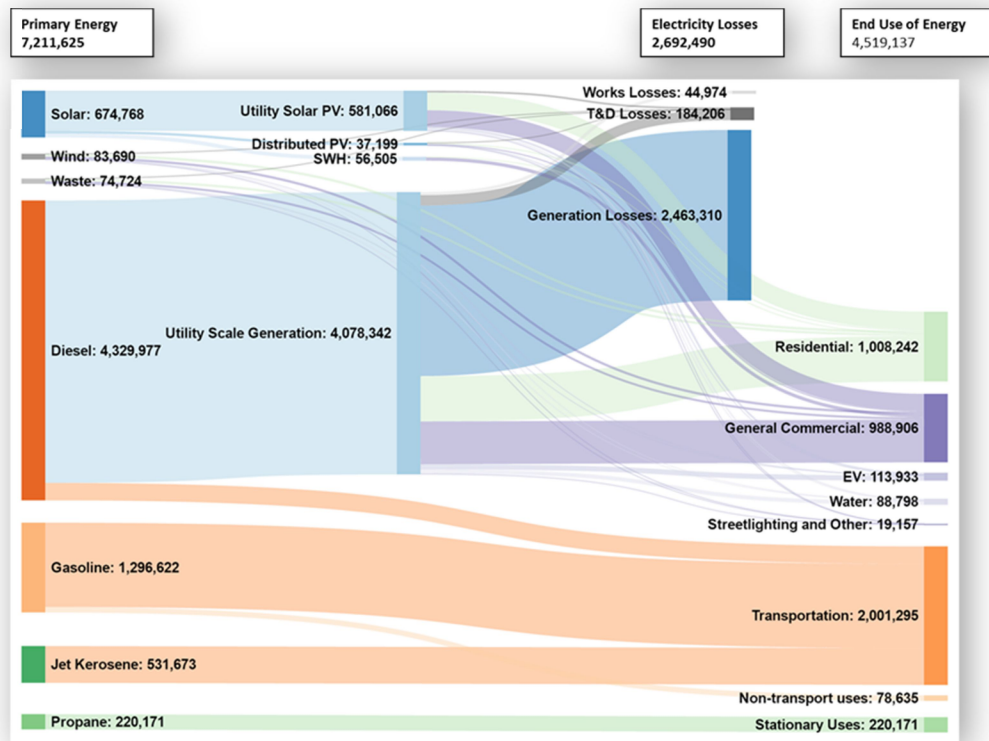 Primary Energy
7,211,625
Electricity Losses
2,692,490
End Use of Energy
4,519,137
Works Losses: 44,974
Solar: 674,768
Utility Solar PV: 581,066
T&D Losses: 184,206
Distributed PV: 37,199
Wind: 83,690
SWH: 56,505
Waste: 74,724
Generation Losses: 2,463,310
Utility Scale Generation: 4,078,342
Diesel: 4,329,977
Residential: 1,008,242
General Commercial: 988,906
EV: 113,933
Water: 88,798
Streetlighting and Other: 19,157
Gasoline: 1,296,622
Transportation: 2,001,295
Jet Kerosene: 531,673
Non-transport uses: 78,635
Propane: 220,171
Stationary Uses: 220,171